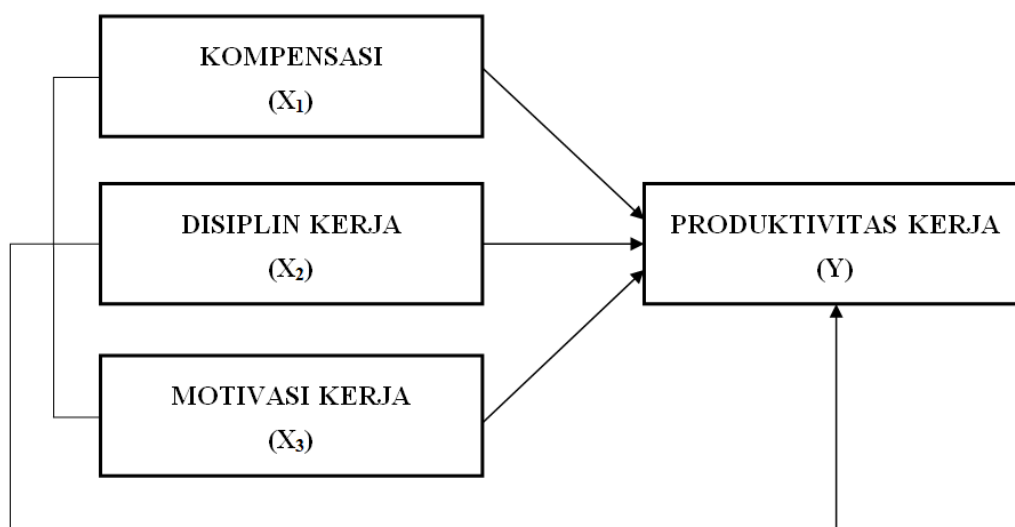 KOMPENSASI
(X₁)
DISIPLIN KERJA
(X₂)
MOTIVASI KERJA
(X₃)
PRODUKTIVITAS KERJA
(Y)